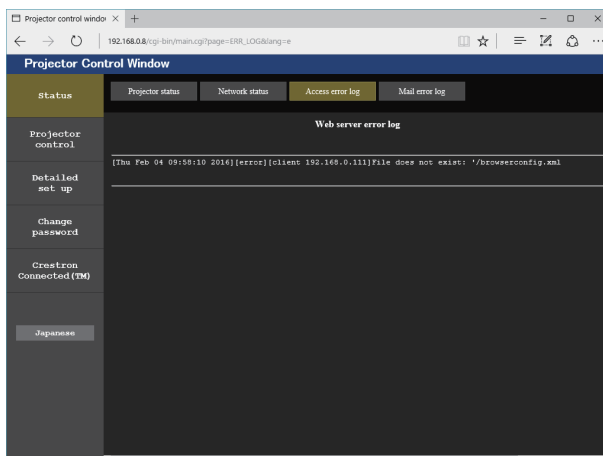 Projector control windov
192.168.0.8/cgi-bin/main.cgi?page=ERR_LOG&lang=e
Projector Control Window
Status
Projector status
Network status
Access error log
Mail error log
Web server error log
[Thu Feb 04 09:58:10 2016][error][client 192.168.0.111]File does not exist: '/browserconfig.xml
Projector
control
Detailed
set up
Change
password
Crestron
Connected(TM)
Japanese